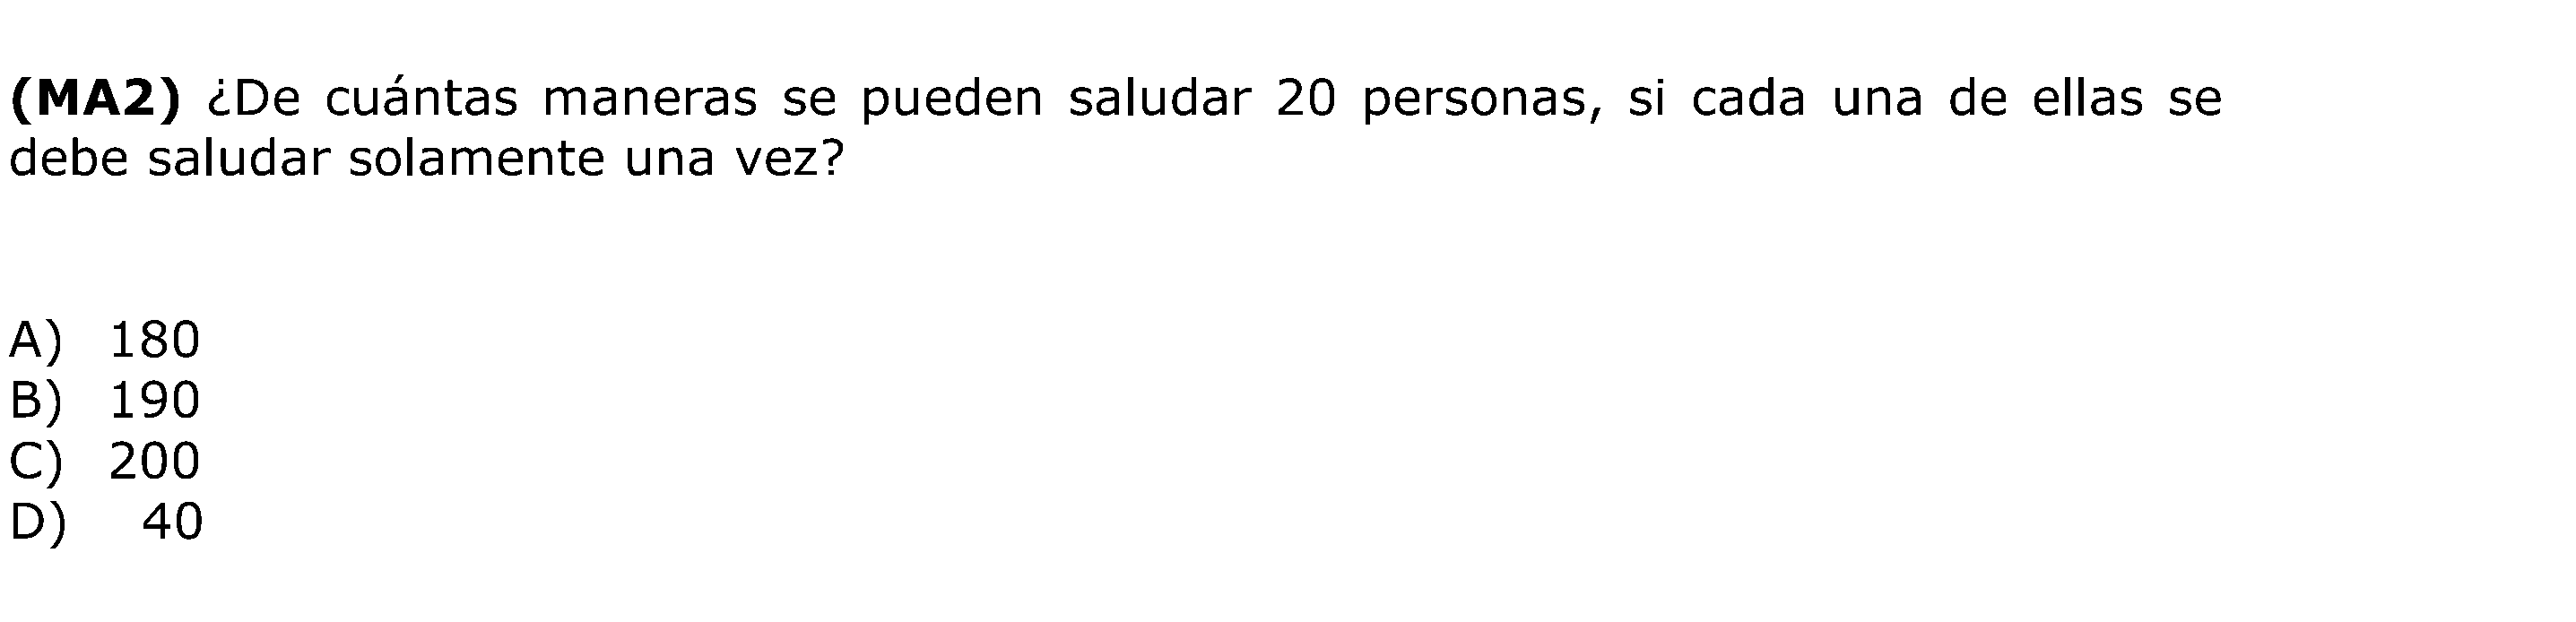 (MA2) ¿De cuántas maneras se pueden saludar 20 personas, si cada una de ellas se
debe saludar solamente una vez?
A) 180
B) 190
C) 200
D) 40